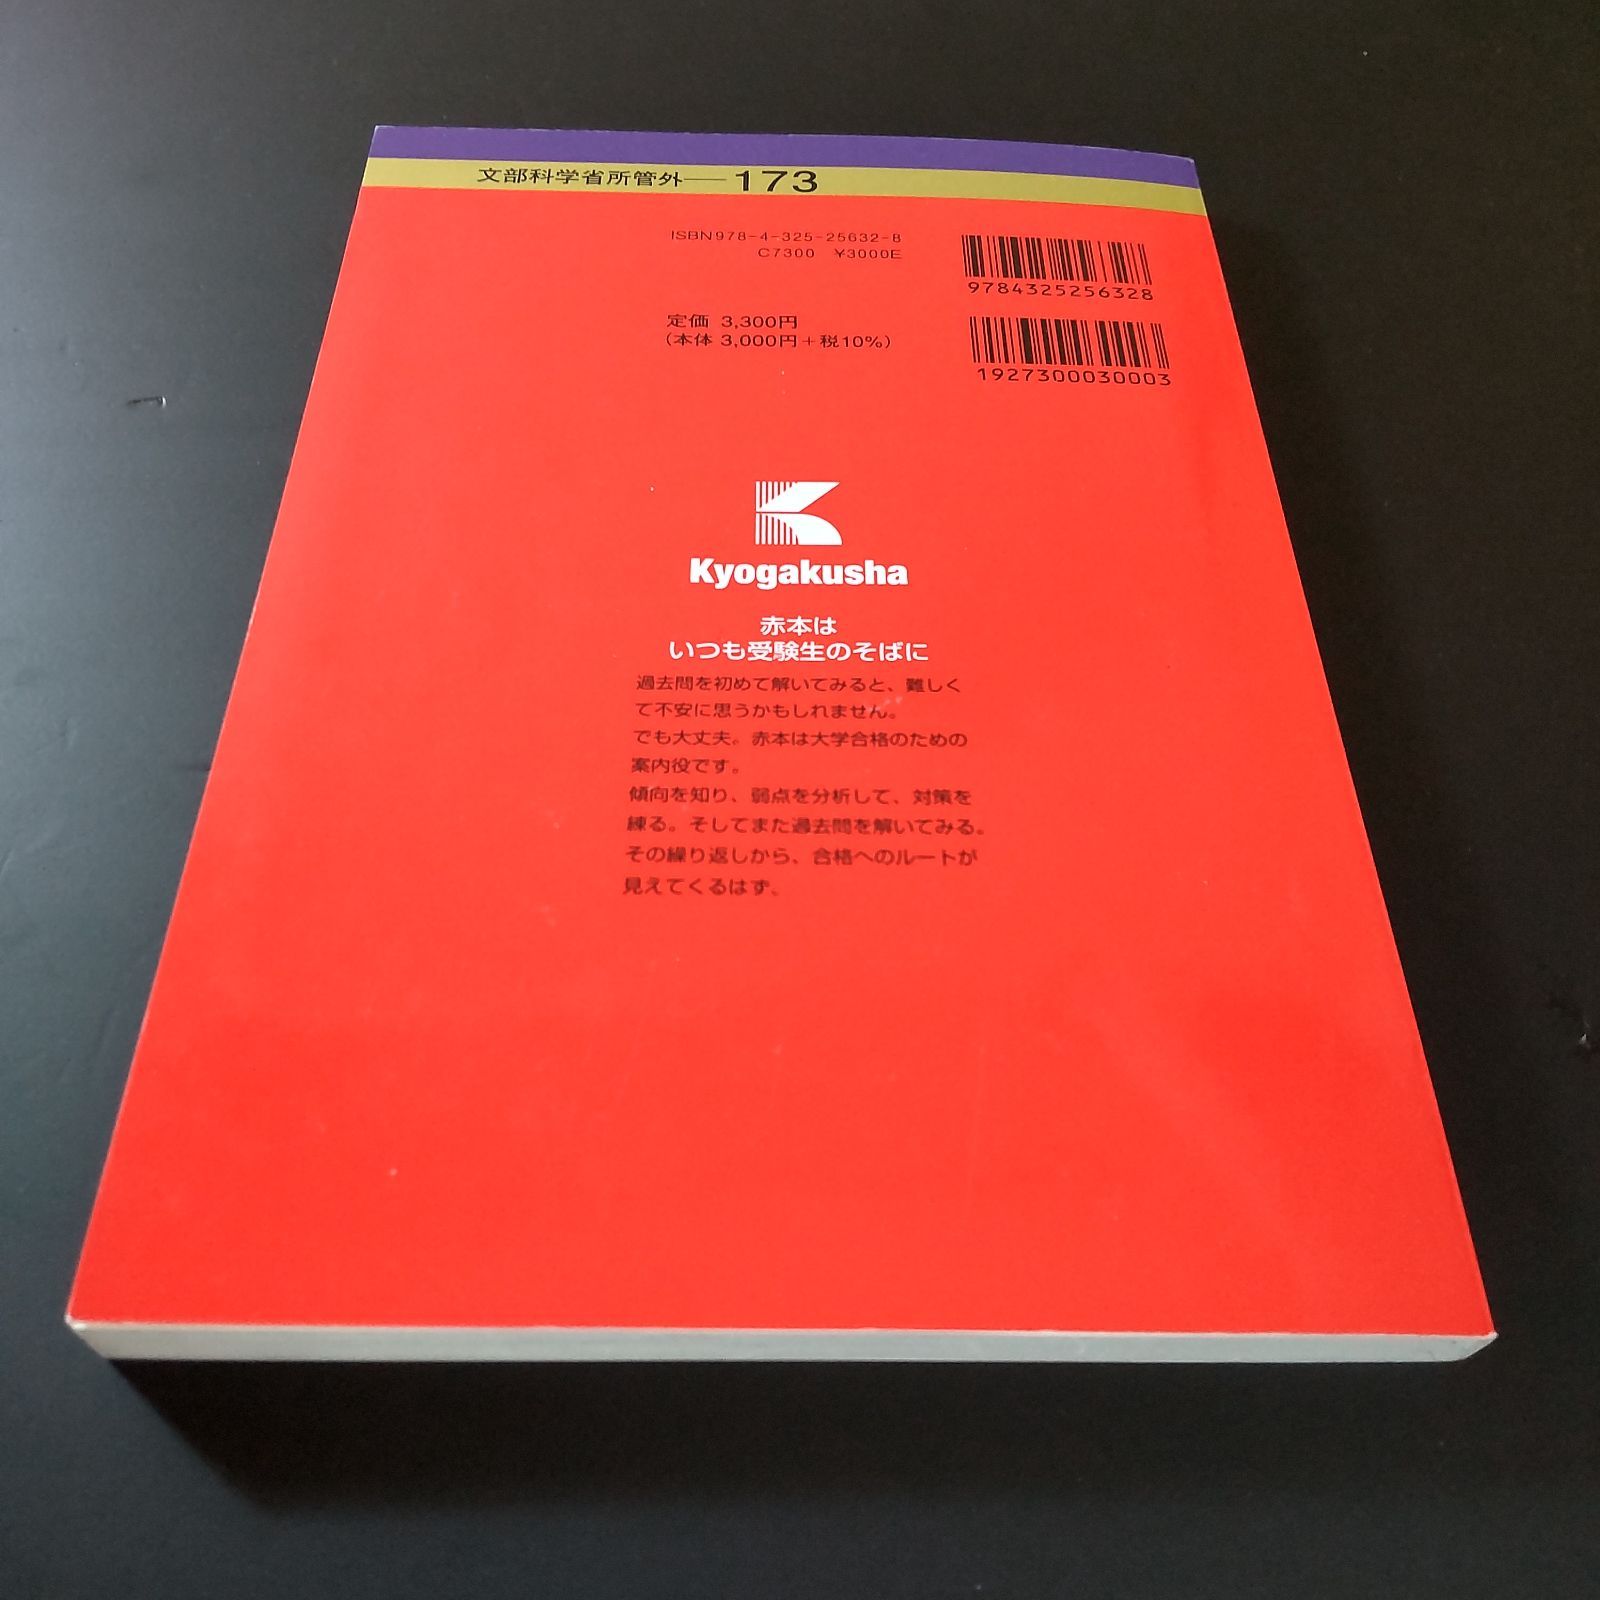 文部科学省所管外——173
ISBN978-4-325-25632-8
C7300 ¥3000E
9784325256328
定価 3,300円
(本体 3,000円+税10%)
1927300030003
Kyogakusha
赤本は
いつも受験生のそばに
過去問を初めて解いてみると、難しく
て不安に思うかもしれません。
でも大丈夫。赤本は大学合格のための
案内役です。
傾向を知り、弱点を分析して、対策を
練る。そしてまた過去問を解いてみる。
その繰り返しから、合格へのルートが
見えてくるはず。